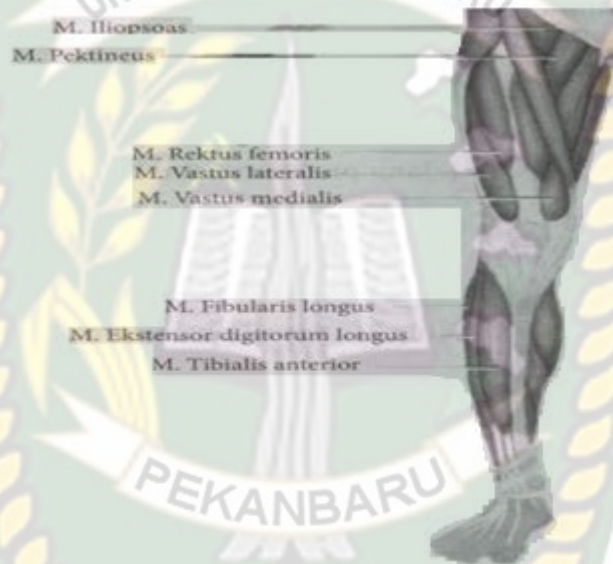 M. Iliopsoas
M. Pektineus
M. Rektus femoris
M. Vastus lateralis
M. Vastus medialis
M. Fibularis longus
M. Ekstensor digitorum longus
M. Tibialis anterior
PEKANBARU